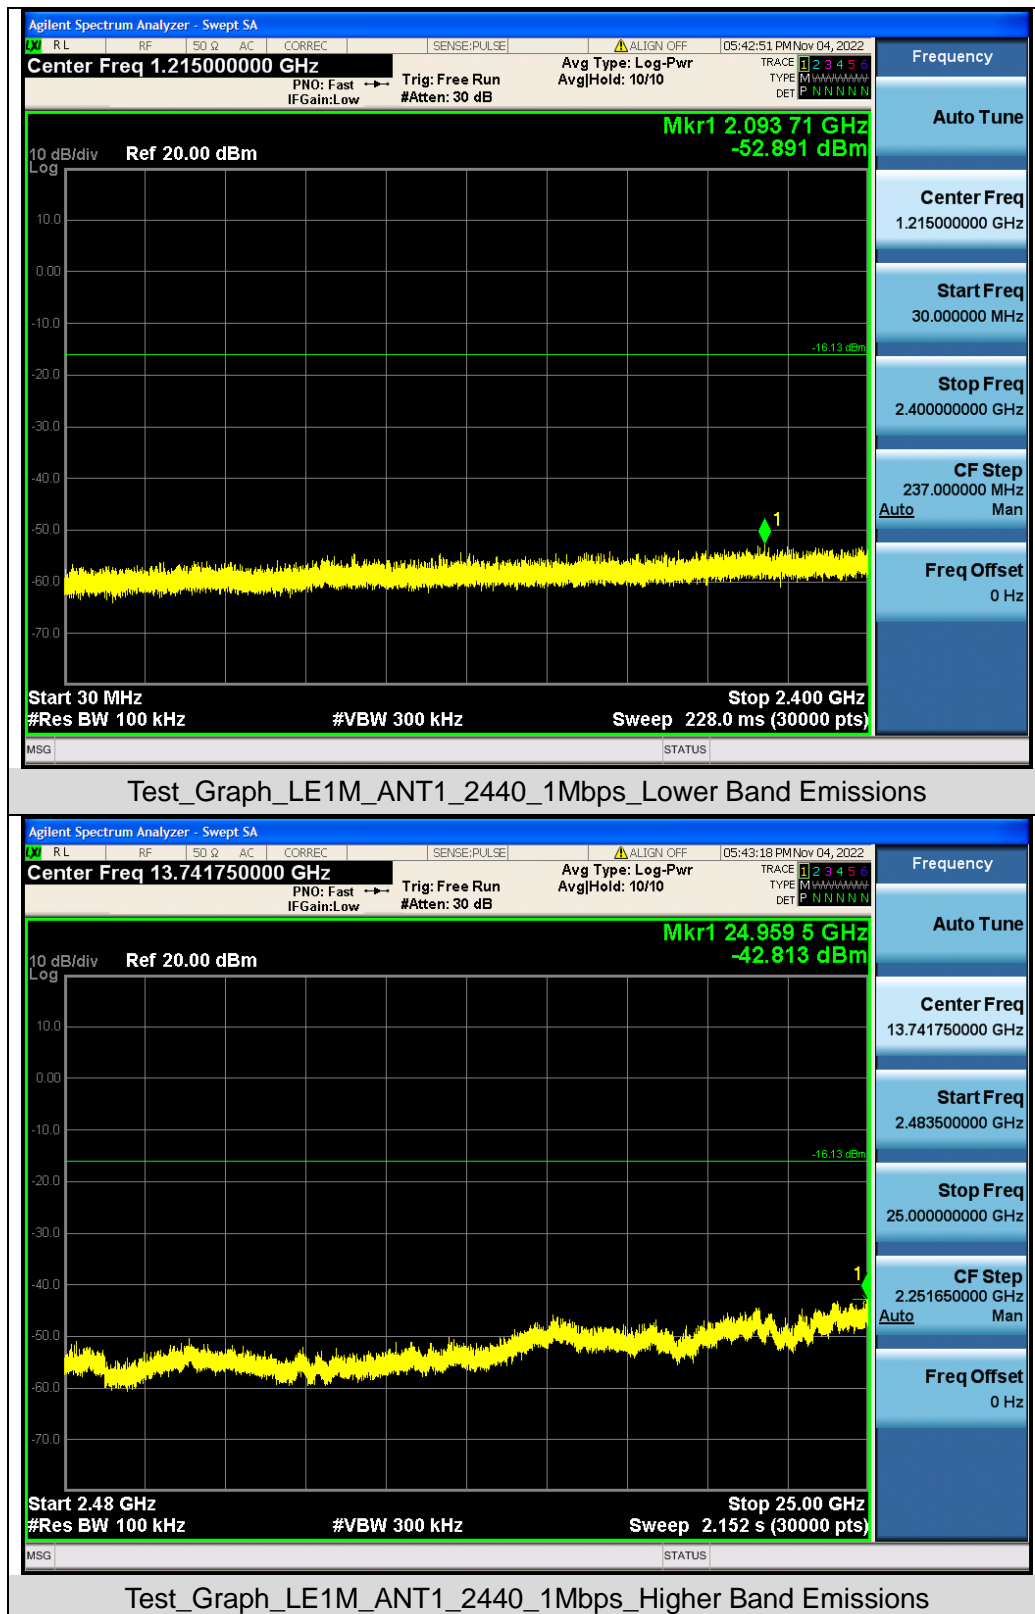 Agilent Spectrum Analyzer - Swept SA
LXI RL RF 50 Ω AC CORREC SENSE:PULSE ALIGN OFF 05:42:51 PM Nov 04, 2022
Center Freq 1.215000000 GHz
PNO: Fast
IFGain:Low
Trig: Free Run
#Atten: 30 dB
Avg Type: Log-Pwr
Avg|Hold: 10/10
TRACE 1 2 3 4 5 6
TYPE M WWWWW
DET P N N N N N
Mkr1 2.093 71 GHz
-52.891 dBm
10 dB/div Ref 20.00 dBm
Log
10.0
0.00
-10.0
-16.13 dBm
-20.0
-30.0
-40.0
-50.0
1
-60.0
-70.0
Start 30 MHz Stop 2.400 GHz
#Res BW 100 kHz #VBW 300 kHz Sweep 228.0 ms (30000 pts)
MSG STATUS
Frequency
Auto Tune
Center Freq
1.215000000 GHz
Start Freq
30.000000 MHz
Stop Freq
2.400000000 GHz
CF Step
237.000000 MHz
Auto Man
Freq Offset
0 Hz
Test_Graph_LE1M_ANT1_2440_1Mbps_Lower Band Emissions
Agilent Spectrum Analyzer - Swept SA
LXI RL RF 50 Ω AC CORREC SENSE:PULSE ALIGN OFF 05:43:18 PM Nov 04, 2022
Center Freq 13.741750000 GHz
PNO: Fast
IFGain:Low
Trig: Free Run
#Atten: 30 dB
Avg Type: Log-Pwr
Avg|Hold: 10/10
TRACE 1 2 3 4 5 6
TYPE M WWWWW
DET P N N N N N
Mkr1 24.959 5 GHz
-42.813 dBm
10 dB/div Ref 20.00 dBm
Log
10.0
0.00
-10.0
-16.13 dBm
-20.0
-30.0
-40.0
1
-50.0
-60.0
-70.0
Start 2.48 GHz Stop 25.00 GHz
#Res BW 100 kHz #VBW 300 kHz Sweep 2.152 s (30000 pts)
MSG STATUS
Frequency
Auto Tune
Center Freq
13.741750000 GHz
Start Freq
2.483500000 GHz
Stop Freq
25.000000000 GHz
CF Step
2.251650000 GHz
Auto Man
Freq Offset
0 Hz
Test_Graph_LE1M_ANT1_2440_1Mbps_Higher Band Emissions